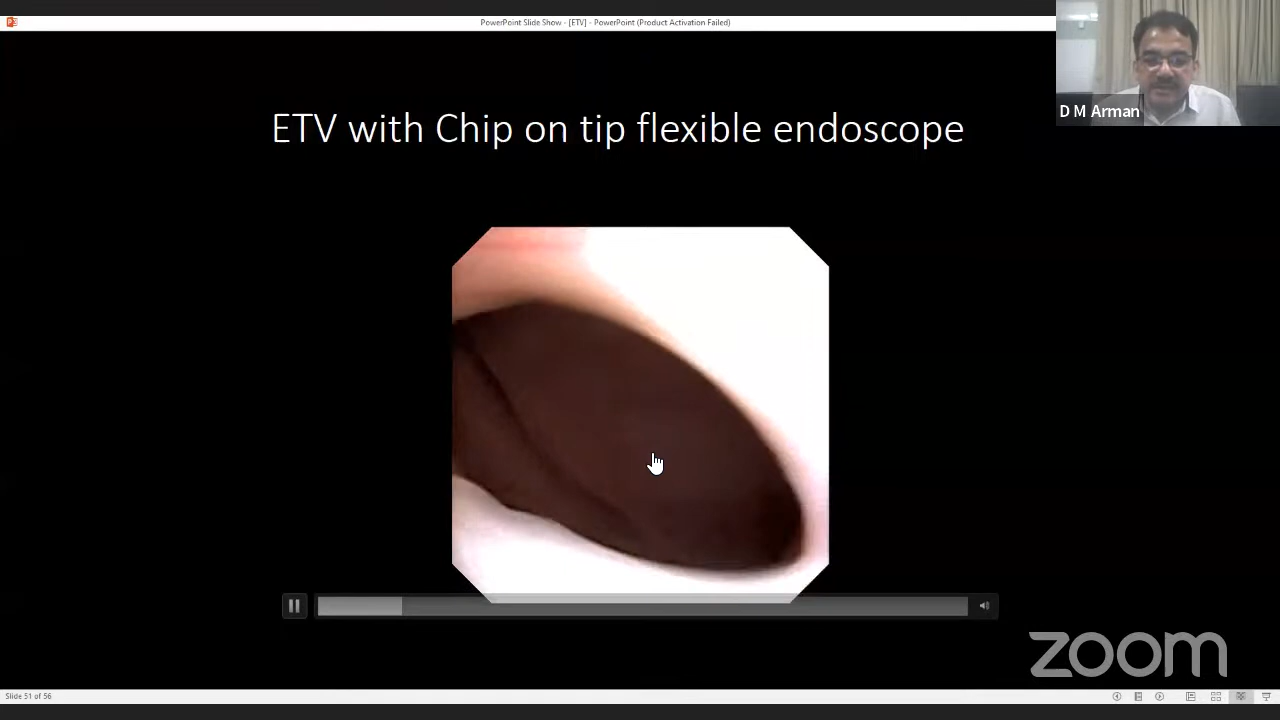 PowerPoint Slide Show - [ETV] - PowerPoint (Product Activation Failed)
D M Arman
ETV with Chip on tip flexible endoscope
zoom
Slide 51 of 56